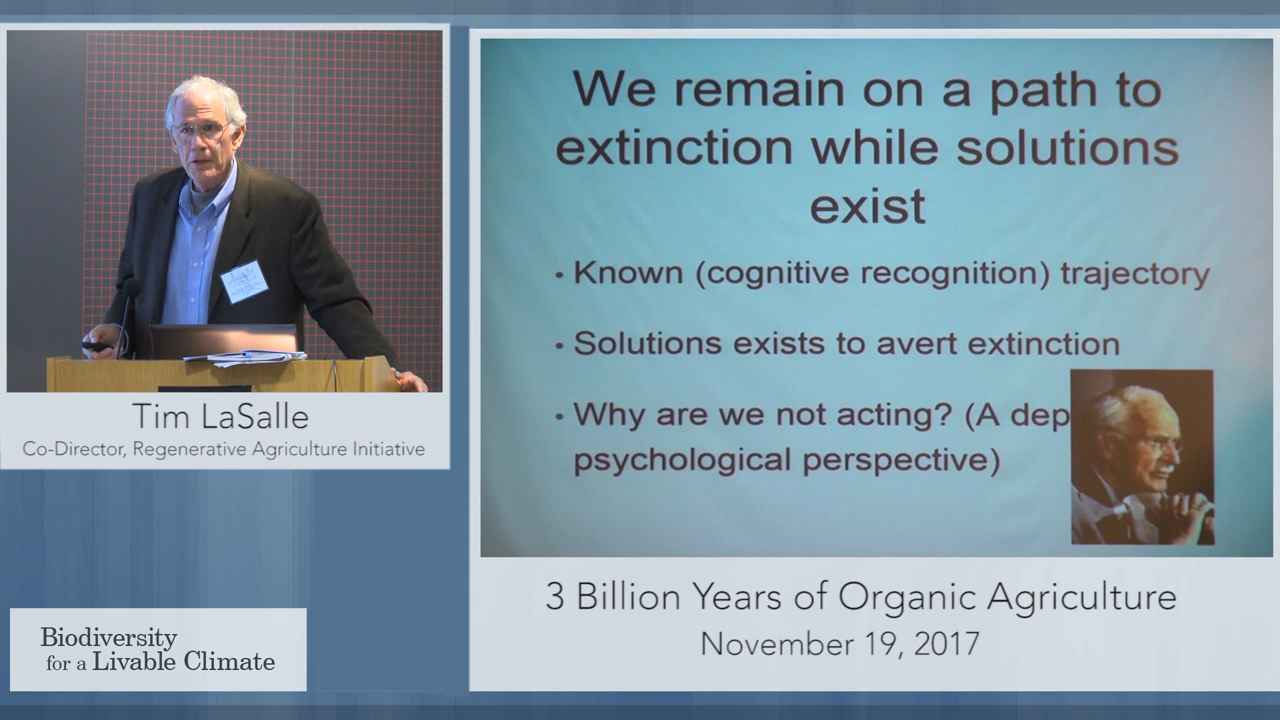 Tim LaSalle
Co-Director, Regenerative Agriculture Initiative
Biodiversity
for a Livable Climate
We remain on a path to
extinction while solutions
exist
• Known (cognitive recognition) trajectory
• Solutions exists to avert extinction
• Why are we not acting? (A dep
psychological perspective)
3 Billion Years of Organic Agriculture
November 19, 2017